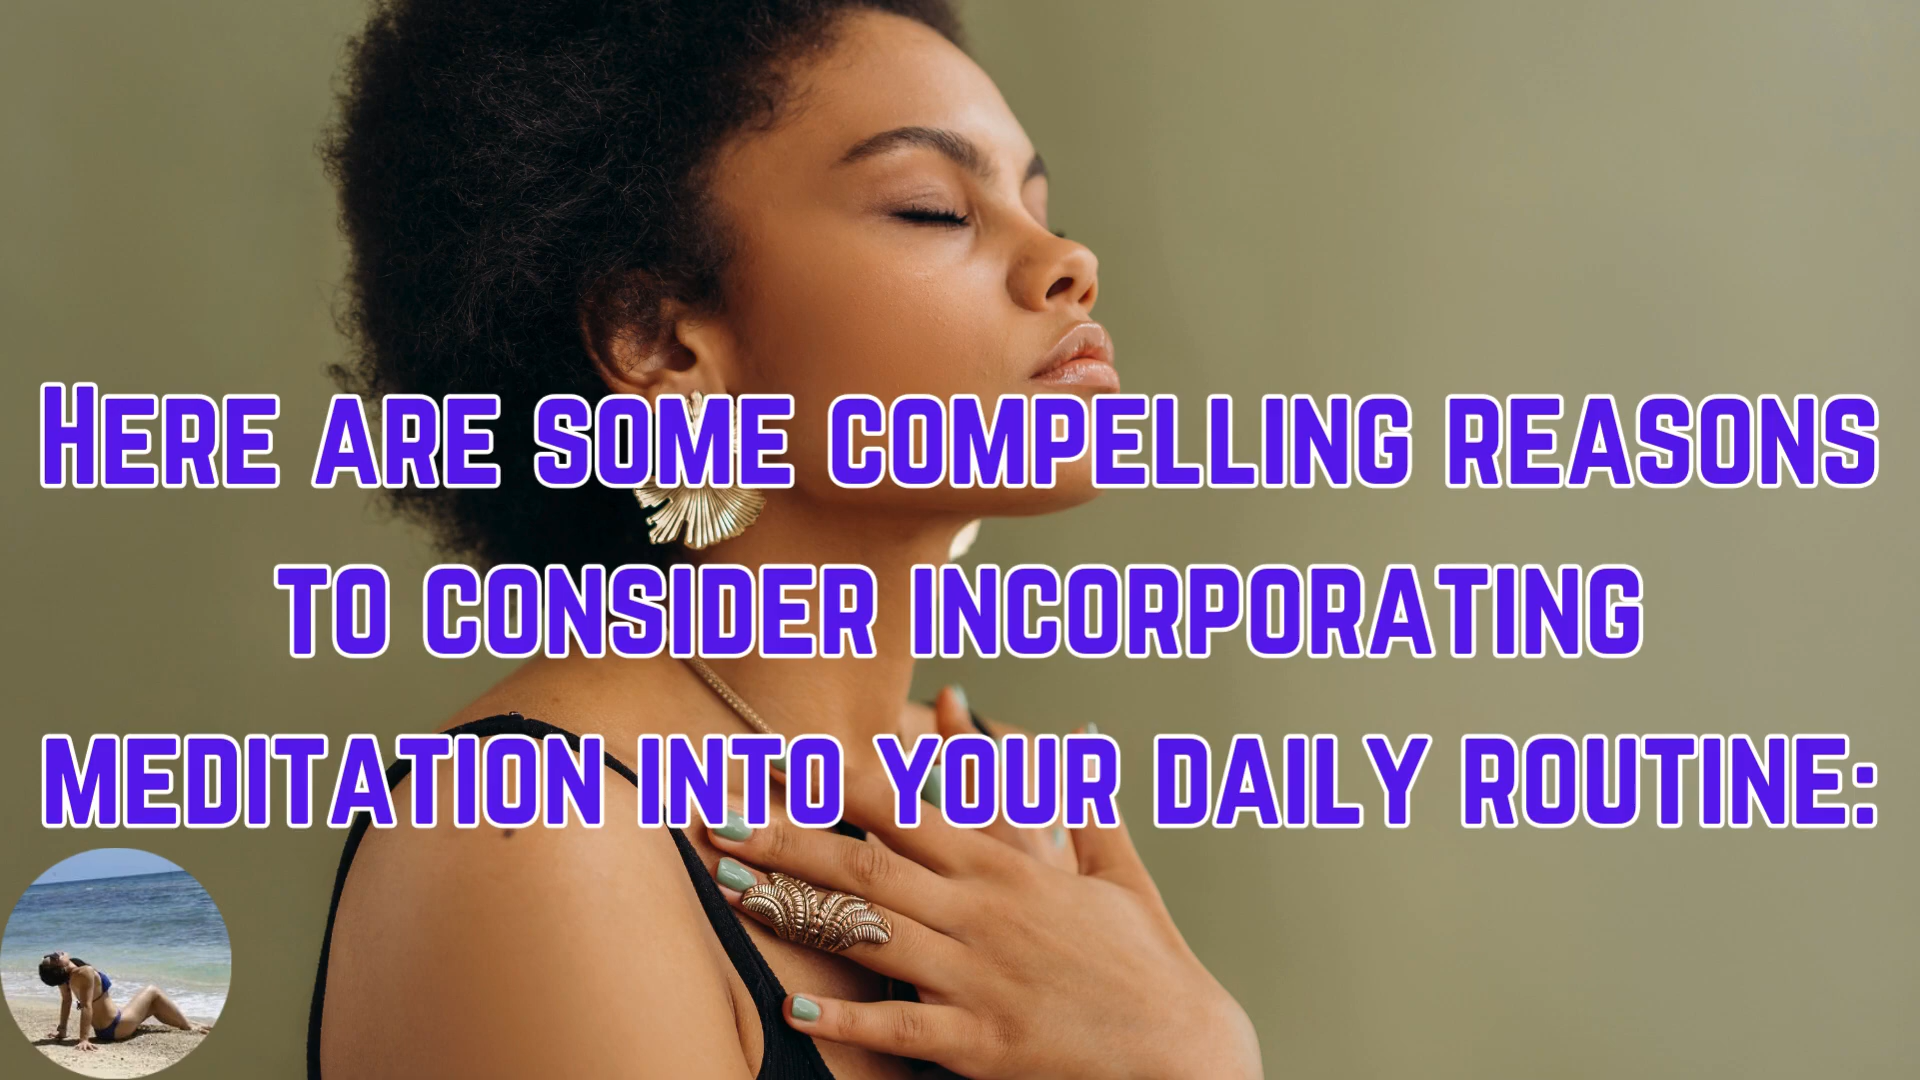 Here are some compelling reasons
to consider incorporating
meditation into your daily routine: